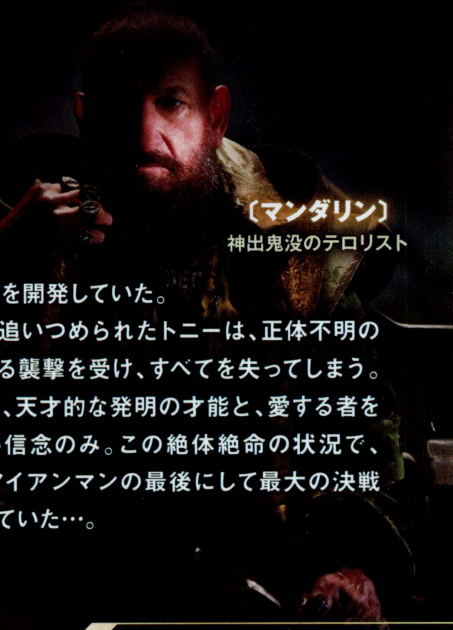 〔マンダリン〕
神出鬼没のテロリスト
を開発していた。
追いつめられたトニーは、正体不明の
る襲撃を受け、すべてを失ってしまう。
、天才的な発明の才能と、愛する者を
信念のみ。この絶体絶命の状況で、
アイアンマンの最後にして最大の決戦
ていた…。